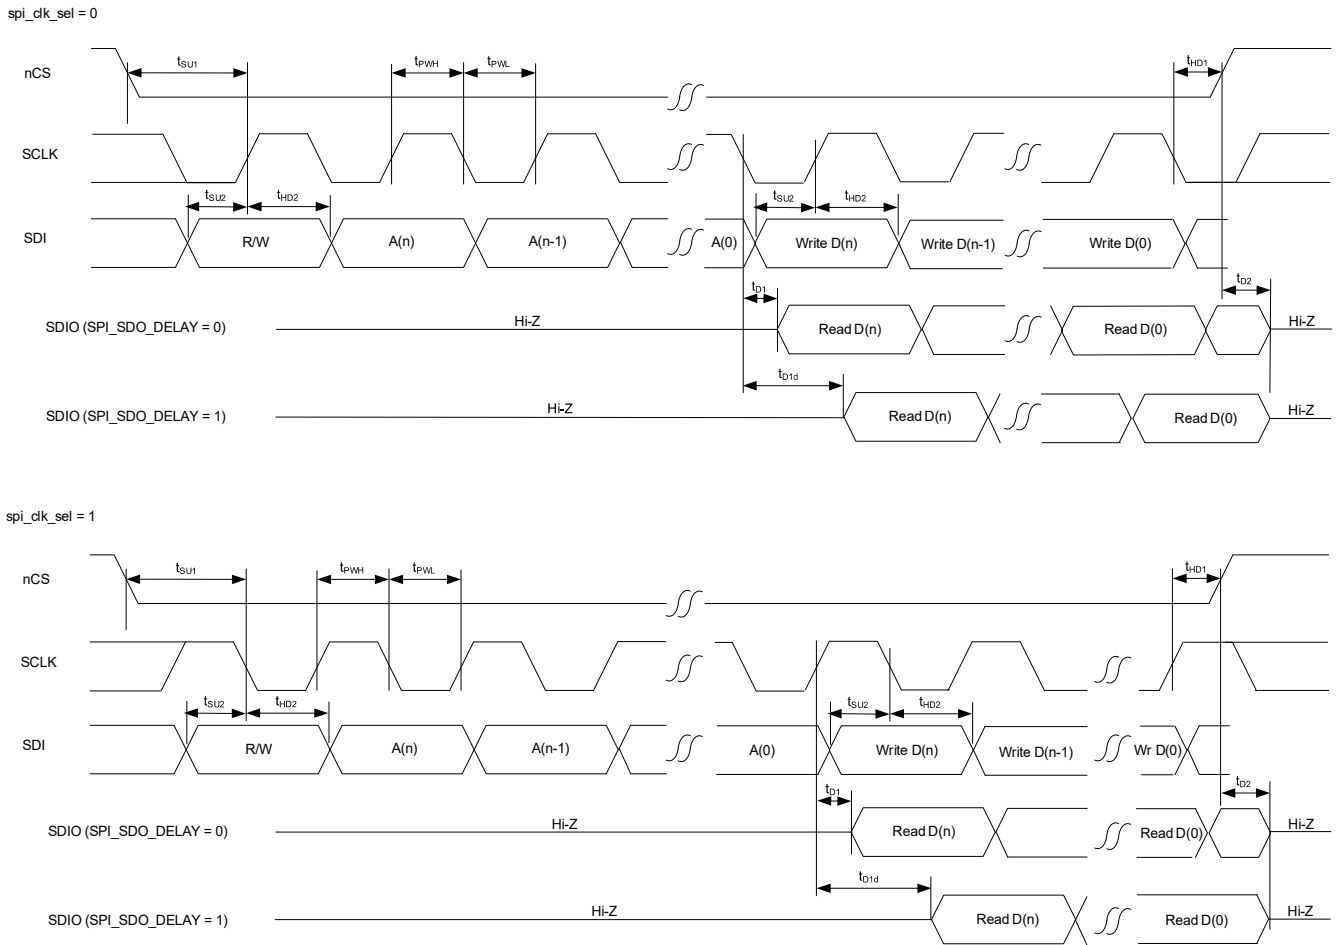 spi_clk_sel = 0
nCS tSU1 tPWH tPWL tHD1
SCLK
tSU2 tHD2 tSU2 tHD2
SDI R/W A(n) A(n-1) A(0) Write D(n) Write D(n-1) Write D(0)
tD1 tD2
SDIO (SPI_SDO_DELAY = 0) Hi-Z Read D(n) Read D(0) Hi-Z
tD1d
SDIO (SPI_SDO_DELAY = 1) Hi-Z Read D(n) Read D(0) Hi-Z
spi_clk_sel = 1
nCS tSU1 tPWH tPWL tHD1
SCLK
tSU2 tHD2 tSU2 tHD2
SDI R/W A(n) A(n-1) A(0) Write D(n) Write D(n-1) Wr D(0)
tD1 tD2
SDIO (SPI_SDO_DELAY = 0) Hi-Z Read D(n) Read D(0) Hi-Z
tD1d
SDIO (SPI_SDO_DELAY = 1) Hi-Z Read D(n) Read D(0) Hi-Z